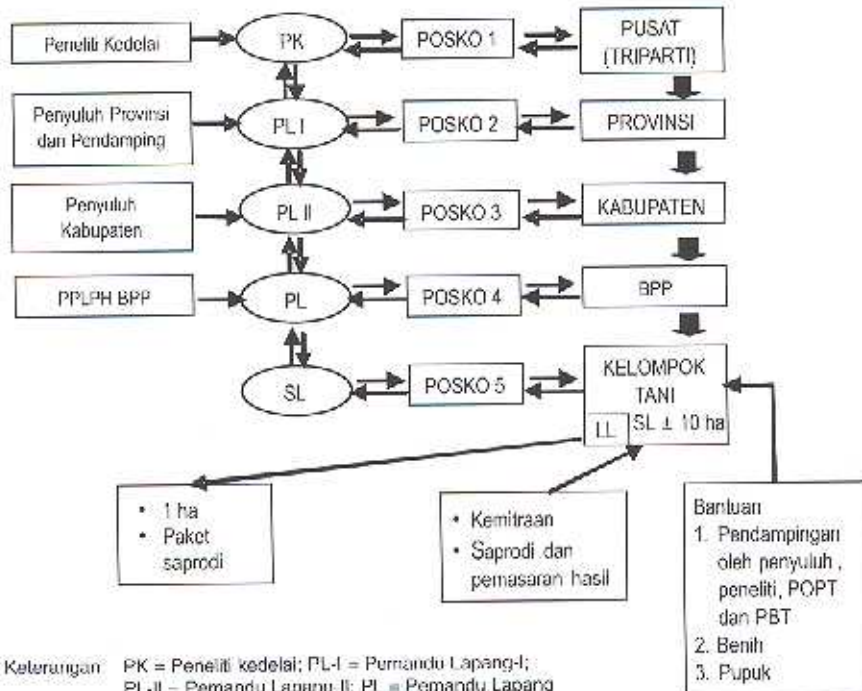 Peneliti Kedelai
PK
POSKO 1
PUSAT
(TRIPARTI)
Penyuluh Provinsi
dan Pendamping
PL I
POSKO 2
PROVINSI
Penyuluh
Kabupaten
PL II
POSKO 3
KABUPATEN
PPLPH BPP
PL
POSKO 4
BPP
SL
POSKO 5
KELOMPOK
TANI
LL
SL ± 10 ha
• 1 ha
• Paket
saprodi
• Kemitraan
• Saprodi dan
pemasaran hasil
Bantuan
1. Pendampingan
oleh penyuluh,
peneliti, POPT
dan PBT
2. Benih
3. Pupuk
Keterangan PK = Peneliti kedelai; PL-I = Pemandu Lapang-I;
PL-II = Pemandu Lapang-II; PL = Pemandu Lapang